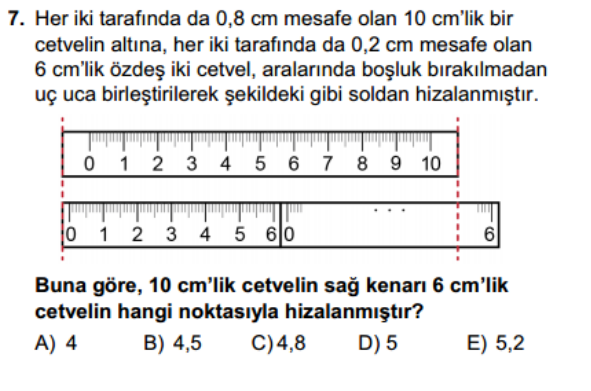 7. Her iki tarafında da 0,8 cm mesafe olan 10 cm'lik bir
cetvelin altına, her iki tarafında da 0,2 cm mesafe olan
6 cm'lik özdeş iki cetvel, aralarında boşluk bırakılmadan
uç uca birleştirilerek şekildeki gibi soldan hizalanmıştır.
0 1 2 3 4 5 6 7 8 9 10
0 1 2 3 4 5 6 0 . . . 6
Buna göre, 10 cm'lik cetvelin sağ kenarı 6 cm'lik
cetvelin hangi noktasıyla hizalanmıştır?
A) 4 B) 4,5 C) 4,8 D) 5 E) 5,2